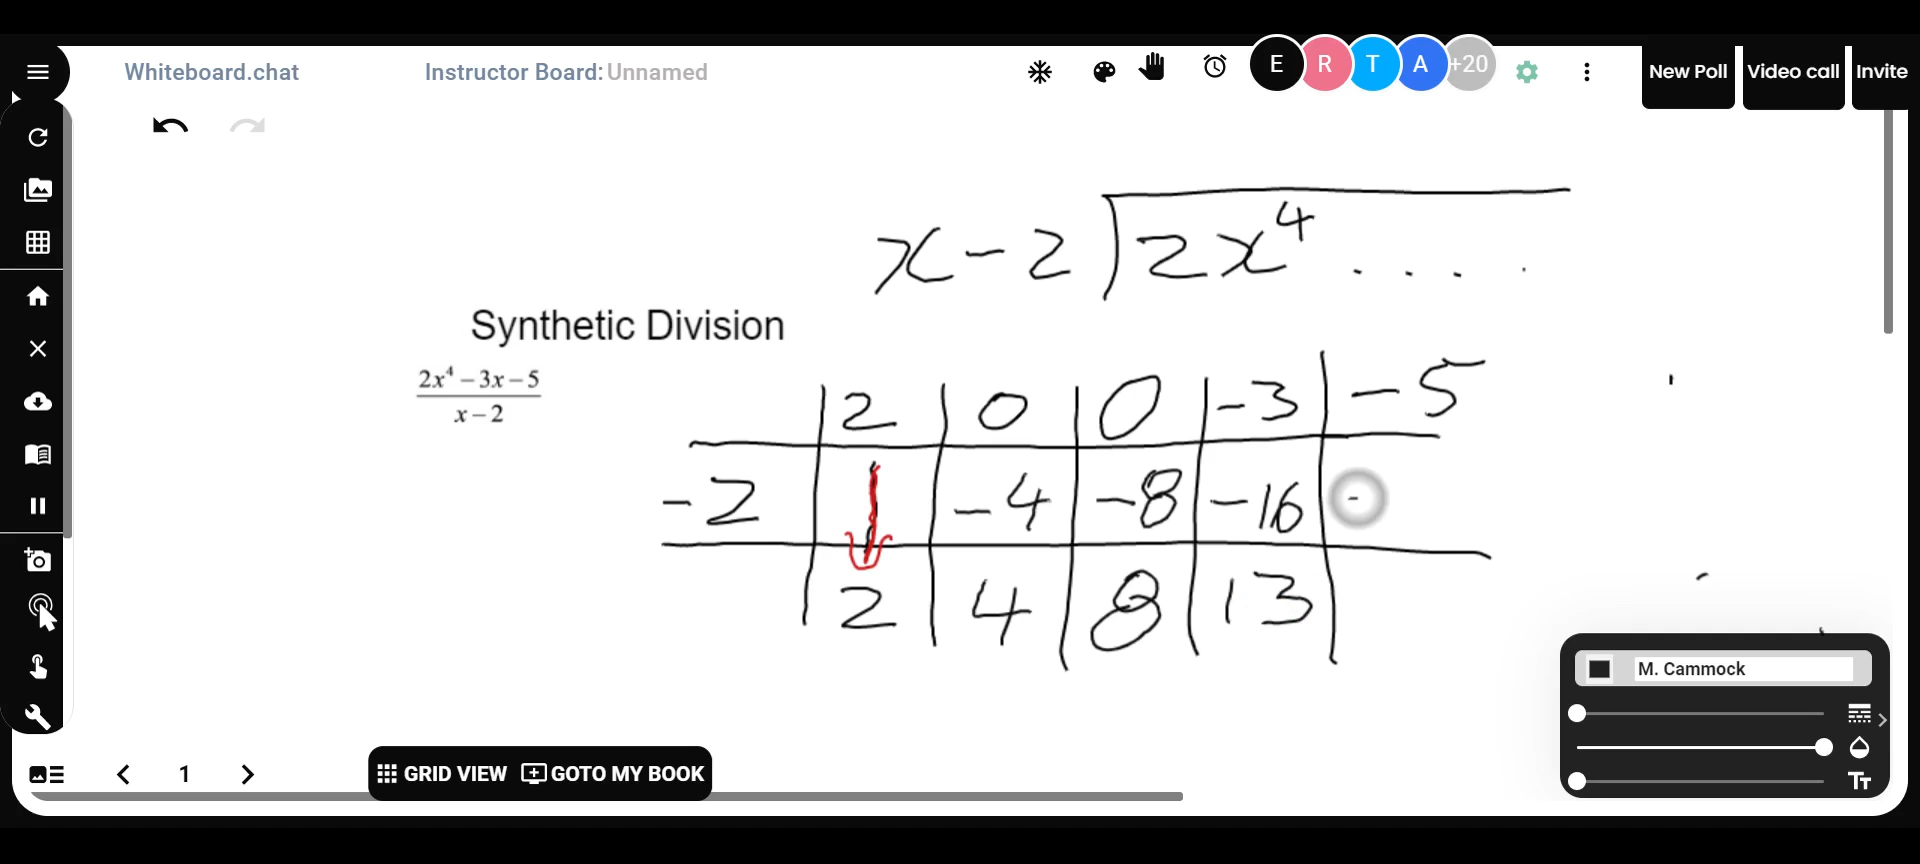 Whiteboard.chat Instructor Board: Unnamed E R T A +20 New Poll Video call Invite
x - 2 2x⁴ . . . .
Synthetic Division
2x⁴ − 3x − 5
x − 2
2 0 0 -3 -5
-2 -4 -8 -16 -
2 4 8 13
M. Cammock
1 GRID VIEW GOTO MY BOOK Tт